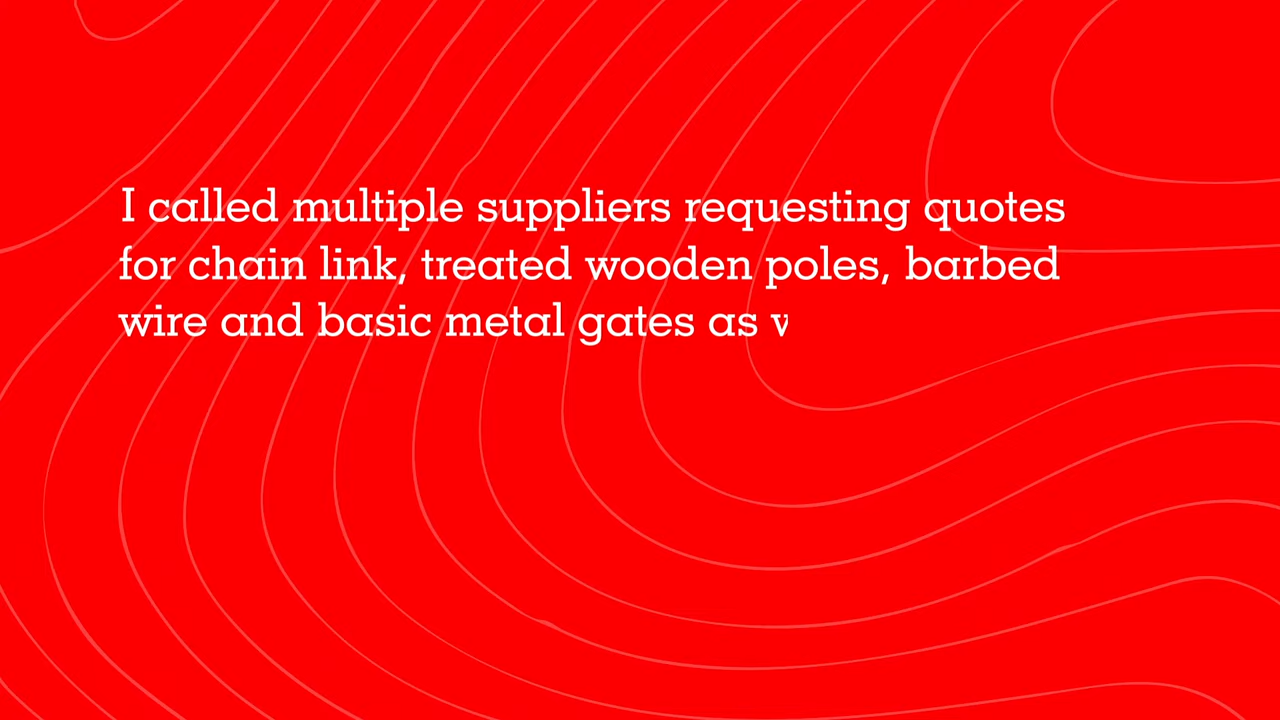 I called multiple suppliers requesting quotes
for chain link, treated wooden poles, barbed
wire and basic metal gates as